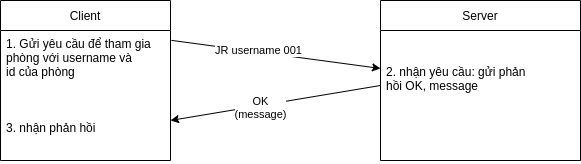 Client
Server
1. Gửi yêu cầu để tham gia
phòng với username và
id của phòng
JR username 001
2. nhận yêu cầu: gửi phản
hồi OK, message
OK
(message)
3. nhận phản hồi